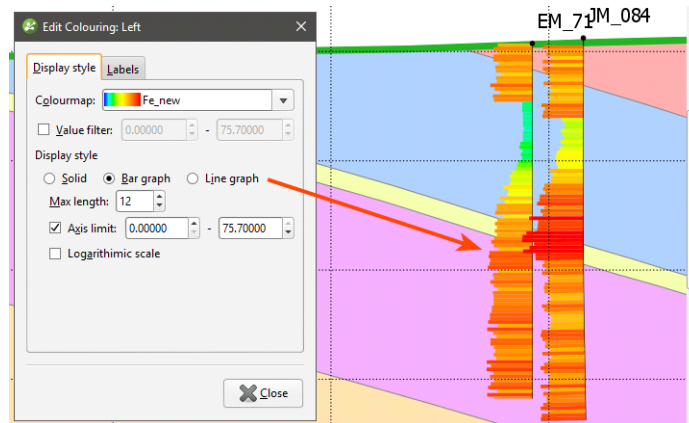 Edit Colouring: Left
Display style Labels
Colourmap: Fe_new
Value filter: 0.00000 - 75.70000
Display style
Solid Bar graph Line graph
Max length: 12
Axis limit: 0.00000 - 75.70000
Logarithimic scale
Close
EM_71 JM_084